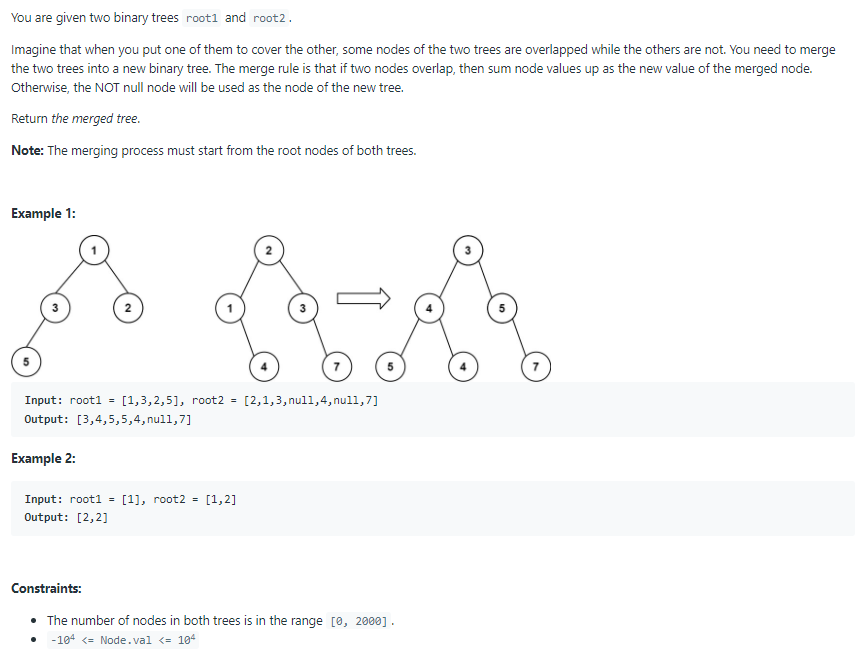 You are given two binary trees root1 and root2.
Imagine that when you put one of them to cover the other, some nodes of the two trees are overlapped while the others are not. You need to merge
the two trees into a new binary tree. The merge rule is that if two nodes overlap, then sum node values up as the new value of the merged node.
Otherwise, the NOT null node will be used as the node of the new tree.
Return the merged tree.
Note: The merging process must start from the root nodes of both trees.
Example 1:
1 2 3
3 2 1 3 4 5
5 4 7 5 4 7
Input: root1 = [1,3,2,5], root2 = [2,1,3,null,4,null,7]
Output: [3,4,5,5,4,null,7]
Example 2:
Input: root1 = [1], root2 = [1,2]
Output: [2,2]
Constraints:
• The number of nodes in both trees is in the range [0, 2000].
• -10⁴ <= Node.val <= 10⁴